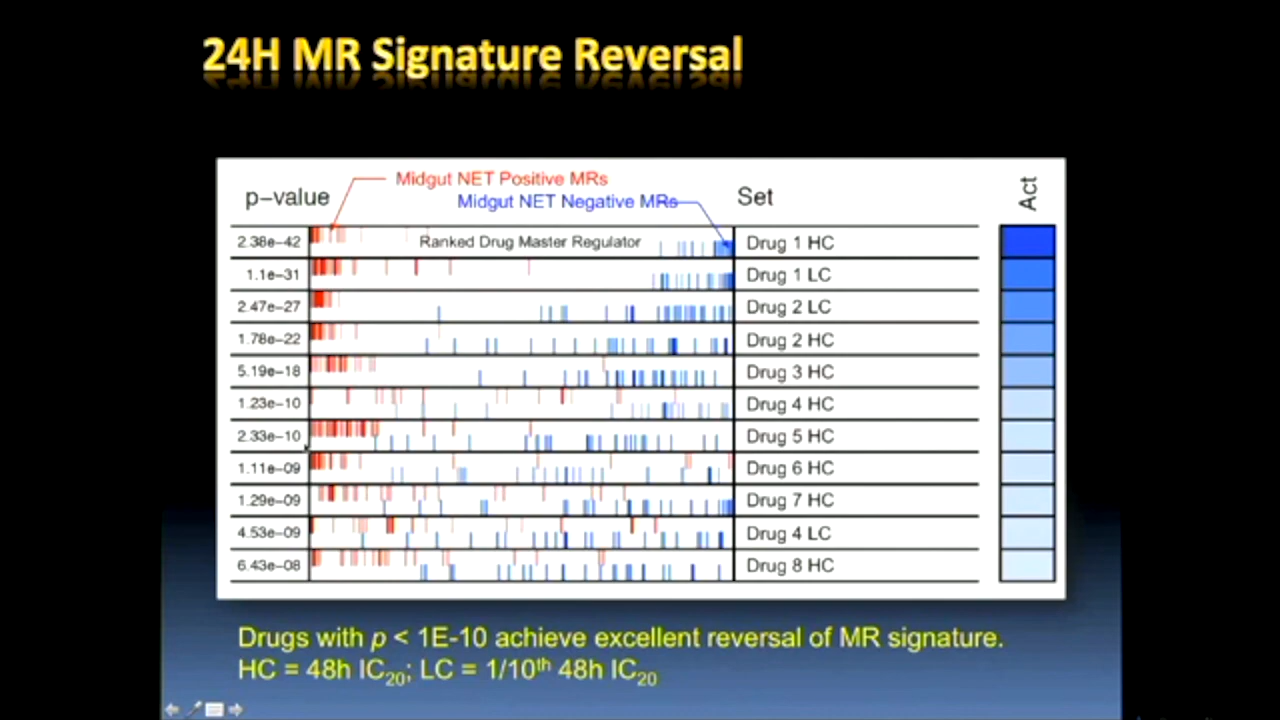 24H MR Signature Reversal
p-value
Midgut NET Positive MRs
Midgut NET Negative MRs
Set
Act
2.38e-42 Ranked Drug Master Regulator Drug 1 HC
1.1e-31 Drug 1 LC
2.47e-27 Drug 2 LC
1.78e-22 Drug 2 HC
5.19e-18 Drug 3 HC
1.23e-10 Drug 4 HC
2.33e-10 Drug 5 HC
1.11e-09 Drug 6 HC
1.29e-09 Drug 7 HC
4.53e-09 Drug 4 LC
6.43e-08 Drug 8 HC
Drugs with p < 1E-10 achieve excellent reversal of MR signature.
HC = 48h IC20; LC = 1/10th 48h IC20